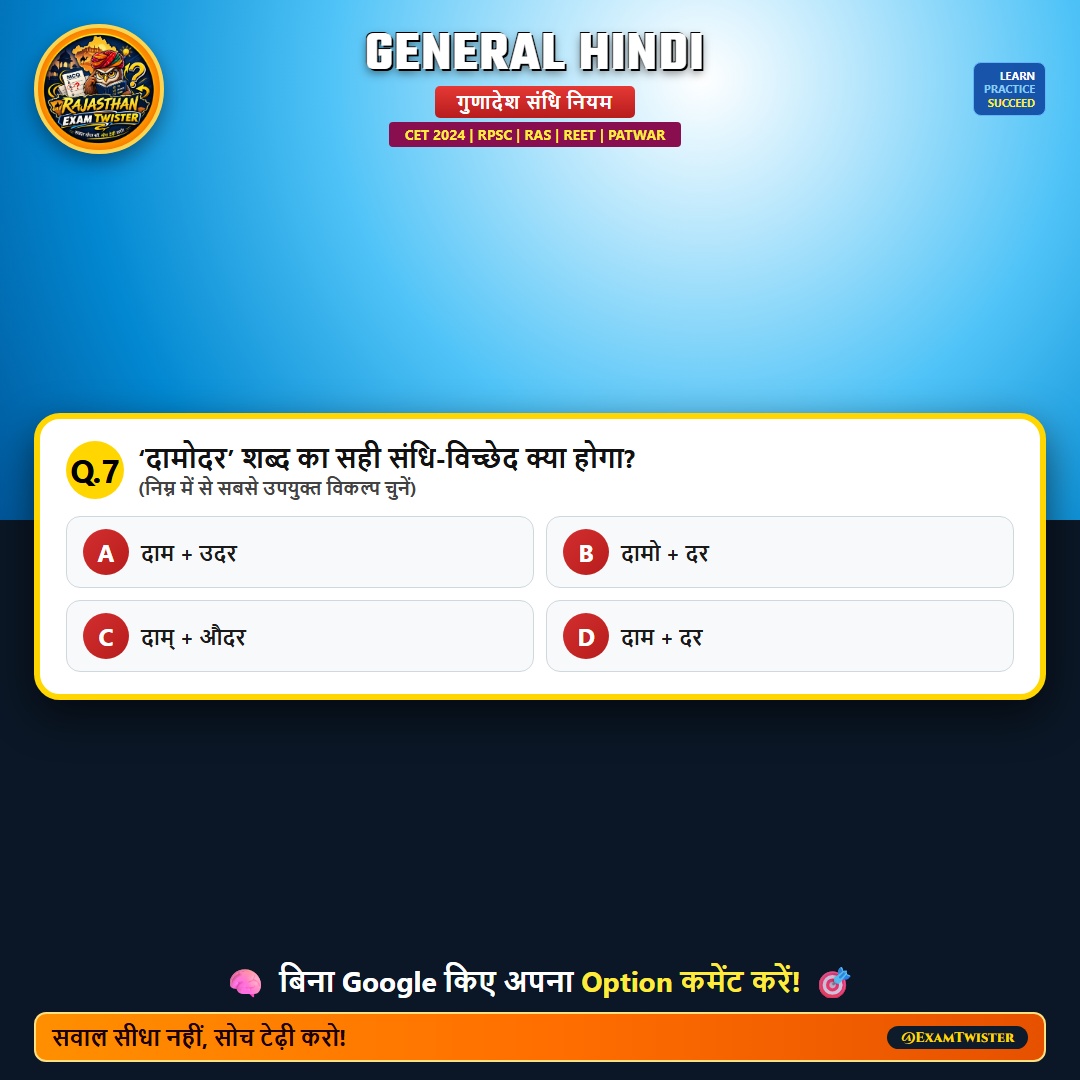 GENERAL HINDI
गुणादेश संधि नियम
CET 2024 | RPSC | RAS | REET | PATWAR
LEARN
PRACTICE
SUCCEED
MCQ
RAJASTHAN
EXAM TWISTER
Q.7
‘दामोदर’ शब्द का सही संधि-विच्छेद क्या होगा?
(निम्न में से सबसे उपयुक्त विकल्प चुनें)
A दाम + उदर
B दामो + दर
C दाम् + औदर
D दाम + दर
बिना Google किए अपना Option कमेंट करें!
सवाल सीधा नहीं, सोच टेढ़ी करो!
@EXAMTWISTER